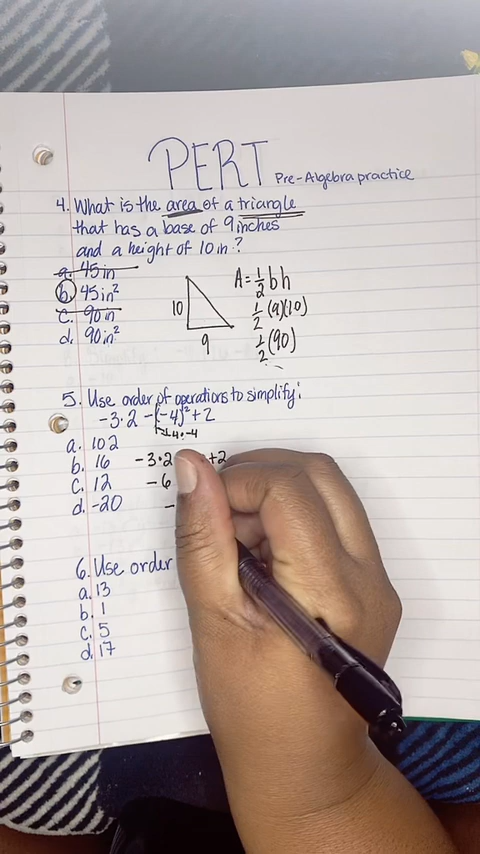 PERT Pre-Algebra practice
4. What is the area of a triangle
that has a base of 9 inches
and a height of 10 in?
a. 45 in
b. 45 in²
c. 90 in
d. 90 in²
10
9
A = 1/2 bh
1/2 (9)(10)
1/2 (90)
5. Use order of operations to simplify:
-3·2 - (-4)² + 2
-4·-4
a. 102
b. 16
c. 12
d. -20
-3·2 +2
-6
-
6. Use order
a. 13
b. 1
c. 5
d. 17